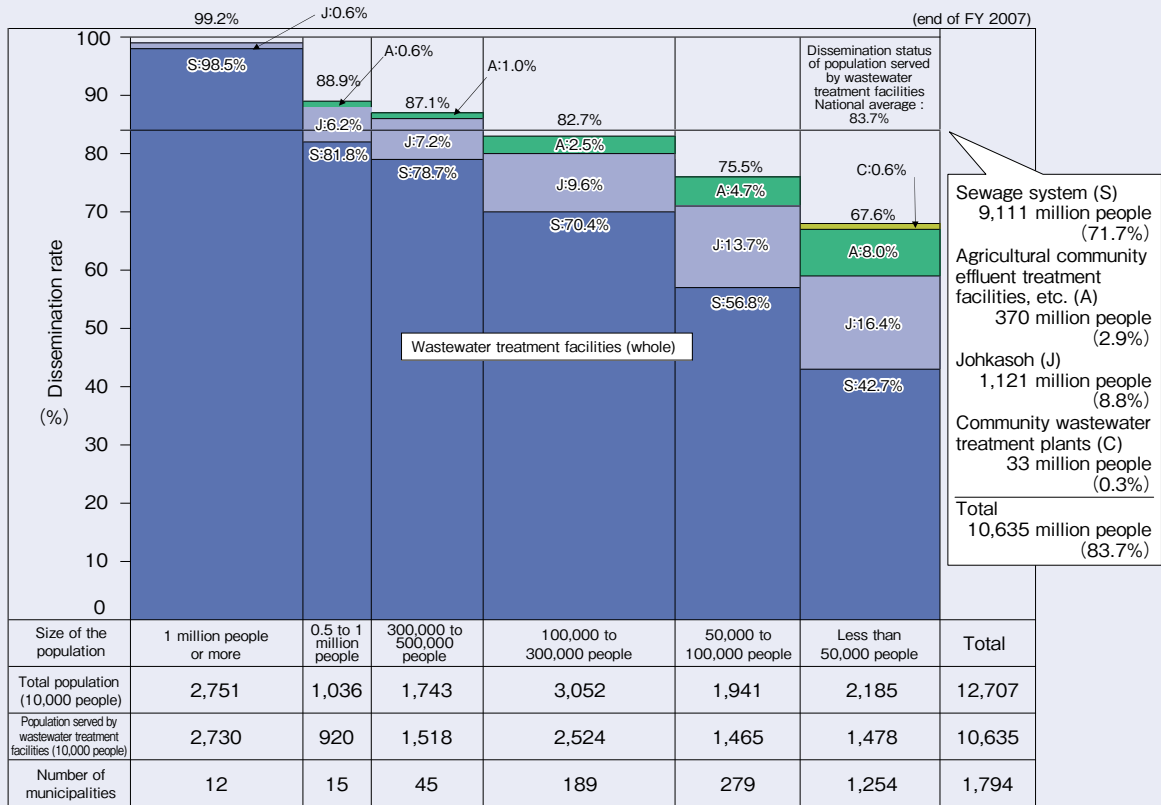 99.2%
J:0.6%
(end of FY 2007)
100
90
80
70
60
50
40
30
20
10
0
Dissemination rate
(%)
S:98.5%
88.9%
A:0.6%
J:6.2%
S:81.8%
87.1%
A:1.0%
J:7.2%
S:78.7%
82.7%
A:2.5%
J:9.6%
S:70.4%
75.5%
A:4.7%
J:13.7%
S:56.8%
C:0.6%
67.6%
A:8.0%
J:16.4%
S:42.7%
Dissemination status
of population served
by wastewater
treatment facilities
National average :
83.7%
Wastewater treatment facilities (whole)
Sewage system (S)
9,111 million people
(71.7%)
Agricultural community
effluent treatment
facilities, etc. (A)
370 million people
(2.9%)
Johkasoh (J)
1,121 million people
(8.8%)
Community wastewater
treatment plants (C)
33 million people
(0.3%)
Total
10,635 million people
(83.7%)
Size of the
population
1 million people
or more
0.5 to 1
million
people
300,000 to
500,000
people
100,000 to
300,000 people
50,000 to
100,000 people
Less than
50,000 people
Total
Total population
(10,000 people)
2,751
1,036
1,743
3,052
1,941
2,185
12,707
Population served by
wastewater treatment
facilities (10,000 people)
2,730
920
1,518
2,524
1,465
1,478
10,635
Number of
municipalities
12
15
45
189
279
1,254
1,794